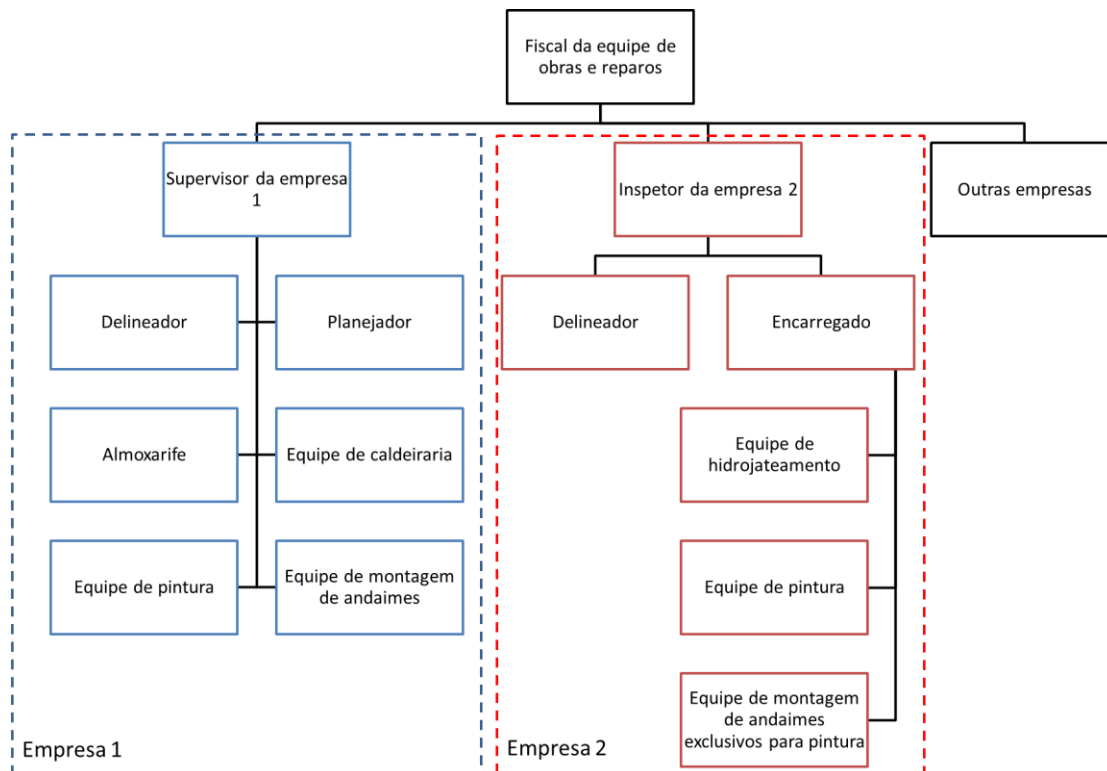 Fiscal da equipe de
obras e reparos
Supervisor da empresa
1
Inspetor da empresa 2
Outras empresas
Delineador
Planejador
Delineador
Encarregado
Almoxarife
Equipe de caldeiraria
Equipe de
hidrojateamento
Equipe de pintura
Equipe de montagem
de andaimes
Equipe de pintura
Equipe de montagem
de andaimes
exclusivos para pintura
Empresa 1
Empresa 2